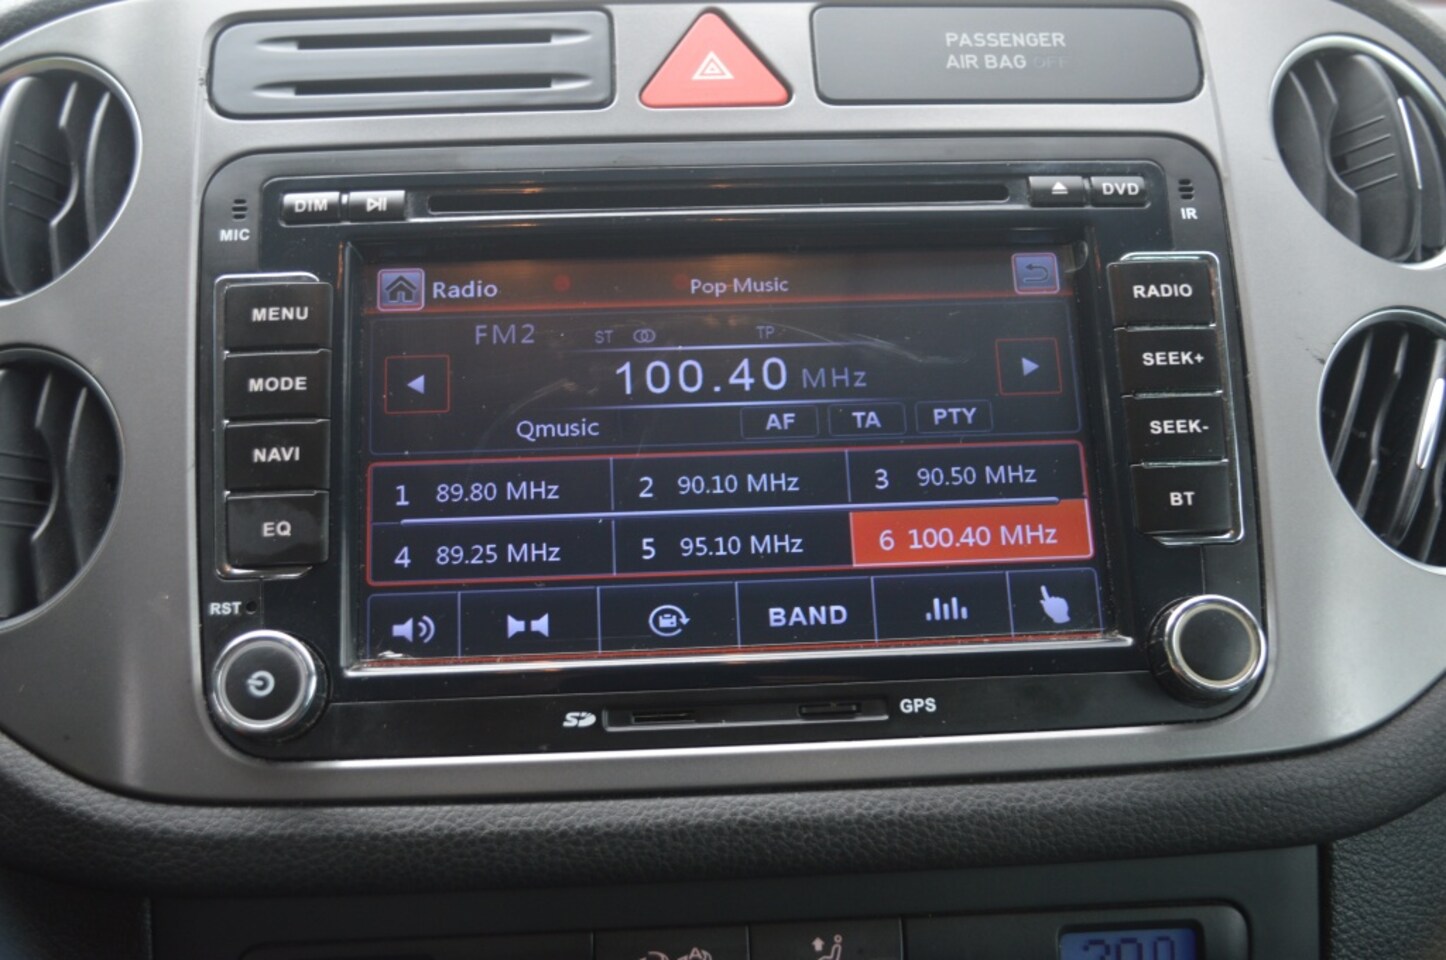 PASSENGER
AIR BAG OFF
DIM
DVD
MIC
IR
MENU
MODE
NAVI
EQ
RST
Radio
Pop Music
FM2
ST
TP
100.40 MHz
Qmusic
AF
TA
PTY
1 89.80 MHz
2 90.10 MHz
3 90.50 MHz
4 89.25 MHz
5 95.10 MHz
6 100.40 MHz
BAND
RADIO
SEEK+
SEEK-
BT
SD
GPS